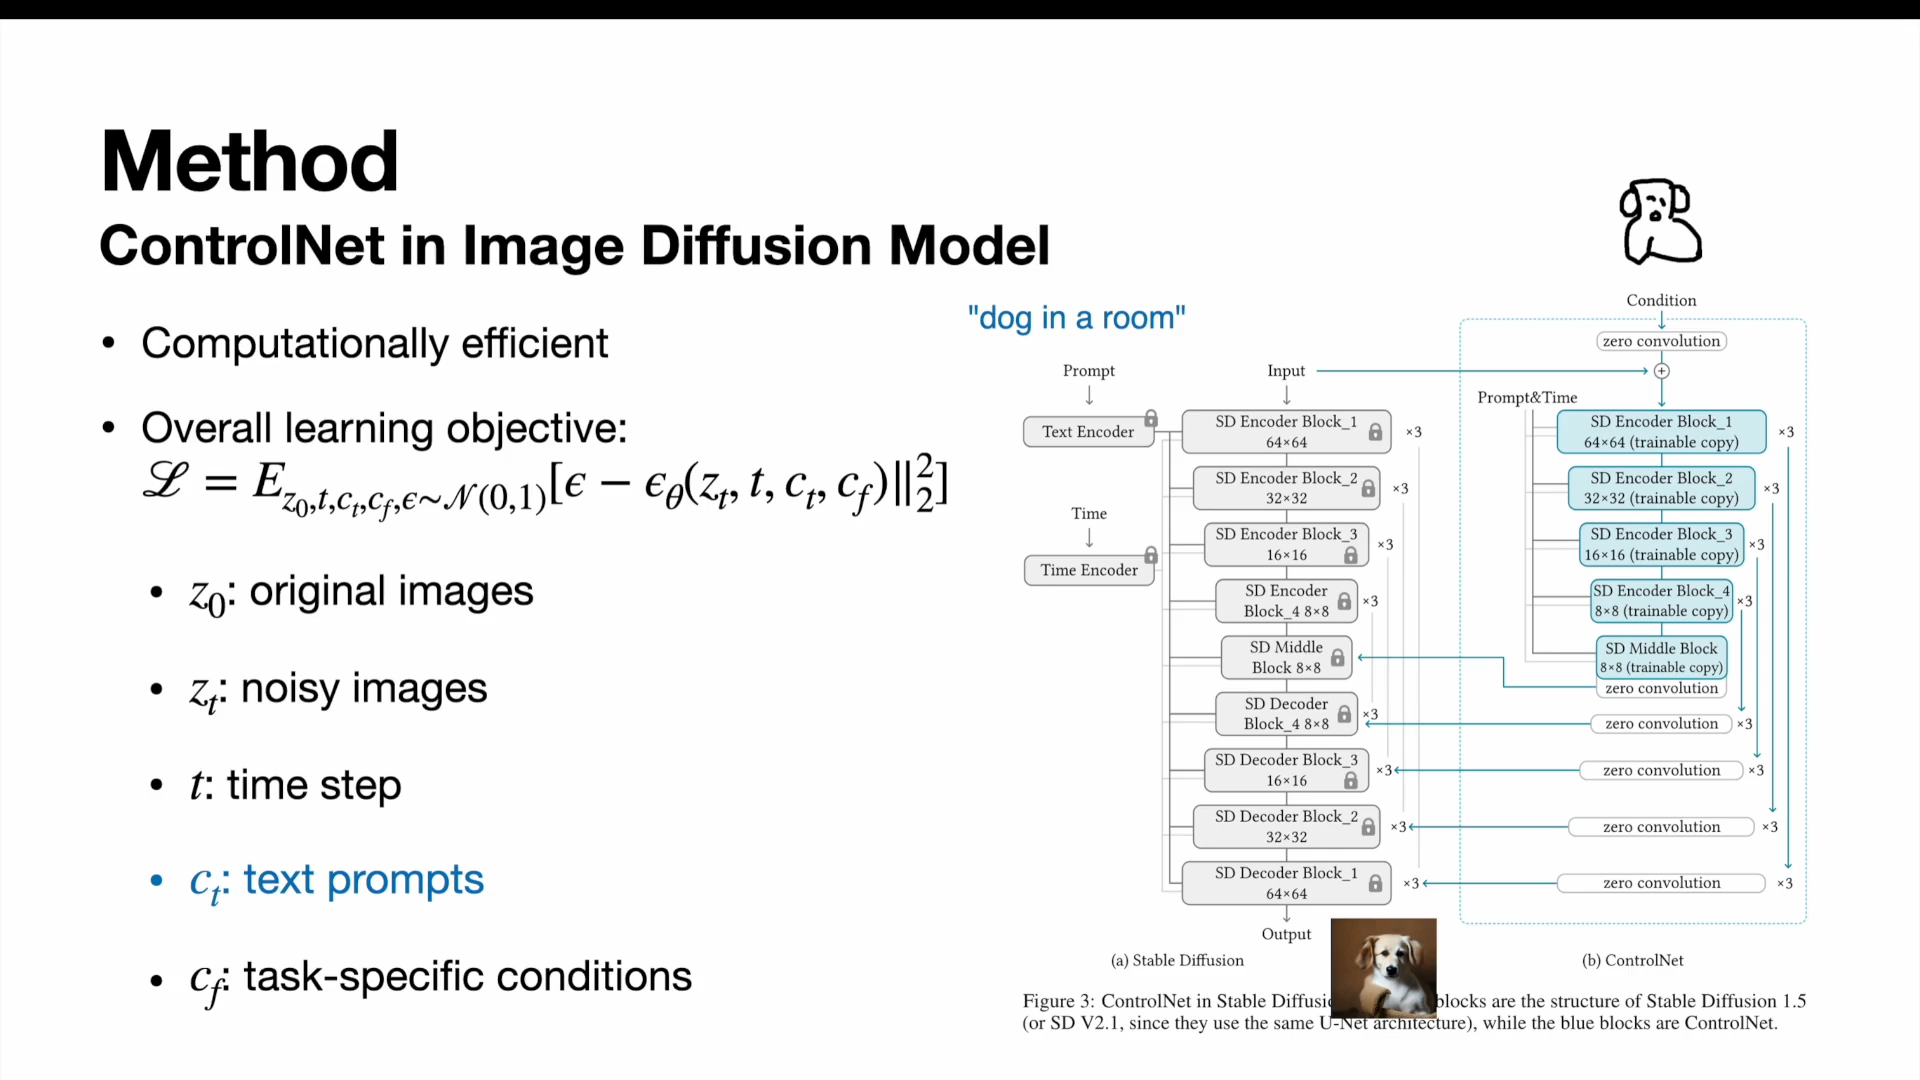 Method
ControlNet in Image Diffusion Model
• Computationally efficient
• Overall learning objective:
ℒ = E_{z_0,t,c_t,c_f,ϵ∼𝒩(0,1)}[ϵ − ϵ_θ(z_t, t, c_t, c_f)||_2^2]
• z_0: original images
• z_t: noisy images
• t: time step
• c_t: text prompts
• c_f: task-specific conditions
"dog in a room"
Prompt
Text Encoder
Time
Time Encoder
Input
SD Encoder Block_1
64×64
×3
SD Encoder Block_2
32×32
×3
SD Encoder Block_3
16×16
×3
SD Encoder
Block_4 8×8
×3
SD Middle
Block 8×8
SD Decoder
Block_4 8×8
×3
SD Decoder Block_3
16×16
×3
SD Decoder Block_2
32×32
×3
SD Decoder Block_1
64×64
×3
Output
(a) Stable Diffusion
Condition
zero convolution
+
Prompt&Time
SD Encoder Block_1
64×64 (trainable copy)
×3
SD Encoder Block_2
32×32 (trainable copy)
×3
SD Encoder Block_3
16×16 (trainable copy)
×3
SD Encoder Block_4
8×8 (trainable copy)
×3
SD Middle Block
8×8 (trainable copy)
zero convolution
zero convolution
×3
zero convolution
×3
zero convolution
×3
zero convolution
×3
(b) ControlNet
Figure 3: ControlNet in Stable blocks are the structure of Stable Diffusion 1.5
(or SD V2.1, since they use the same U-Net architecture), while the blue blocks are ControlNet.